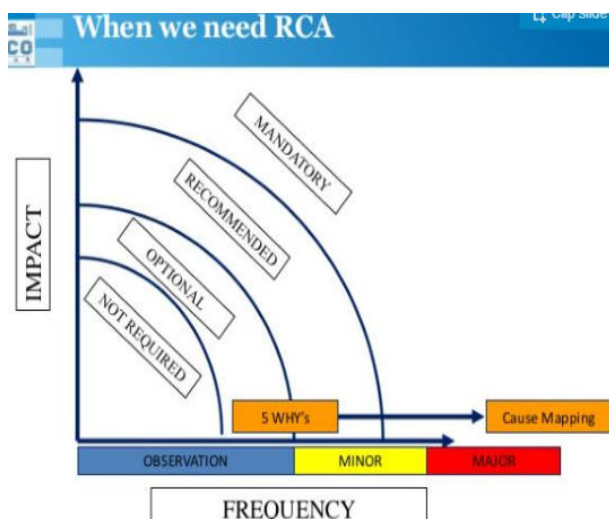 When we need RCA
Clip slide
CO
IMPACT
MANDATORY
RECOMMENDED
OPTIONAL
NOT REQUIRED
5 WHY's
Cause Mapping
OBSERVATION
MINOR
MAJOR
FREQUENCY